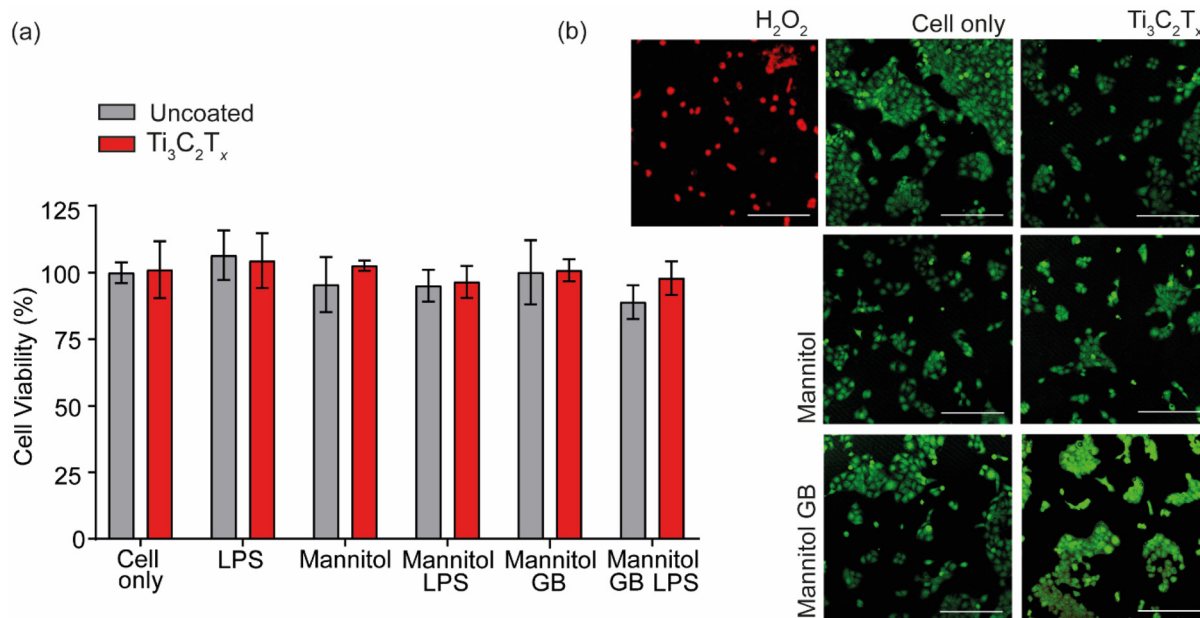 (a)
Uncoated
Ti₃C₂Tₓ
Cell Viability (%)
125
100
75
50
25
0
Cell only
LPS
Mannitol
Mannitol LPS
Mannitol GB
Mannitol GB LPS
(b)
H₂O₂
Cell only
Ti₃C₂Tₓ
Mannitol
Mannitol GB